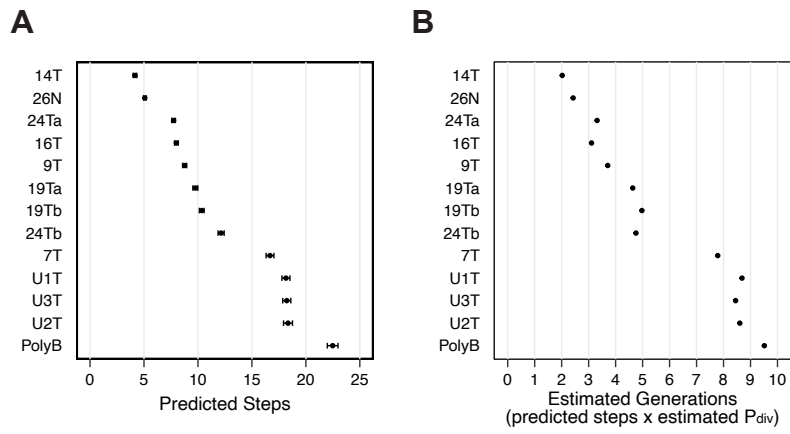 A
14T
26N
24Ta
16T
9T
19Ta
19Tb
24Tb
7T
U1T
U3T
U2T
PolyB
0 5 10 15 20 25
Predicted Steps
B
14T
26N
24Ta
16T
9T
19Ta
19Tb
24Tb
7T
U1T
U3T
U2T
PolyB
0 1 2 3 4 5 6 7 8 9 10
Estimated Generations
(predicted steps x estimated Pdiv)